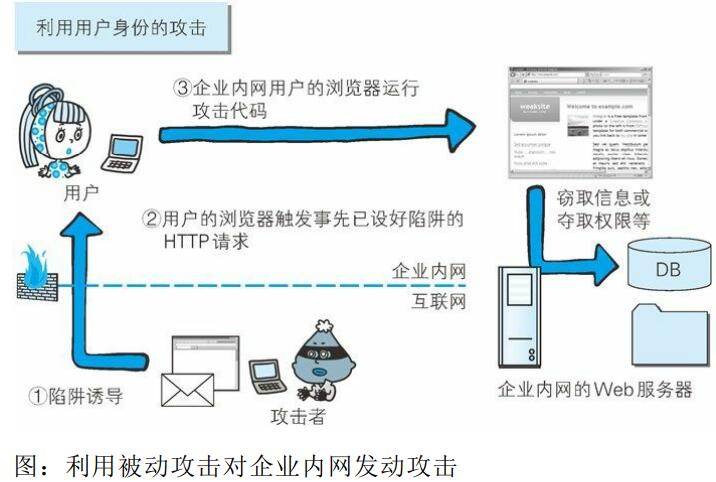 利用用户身份的攻击
③企业内网用户的浏览器运行
攻击代码
weaksite
Welcome to example.com
用户
②用户的浏览器触发事先已设好陷阱的
HTTP请求
窃取信息或
夺取权限等
企业内网
互联网
DB
①陷阱诱导
攻击者
企业内网的Web服务器
图：利用被动攻击对企业内网发动攻击